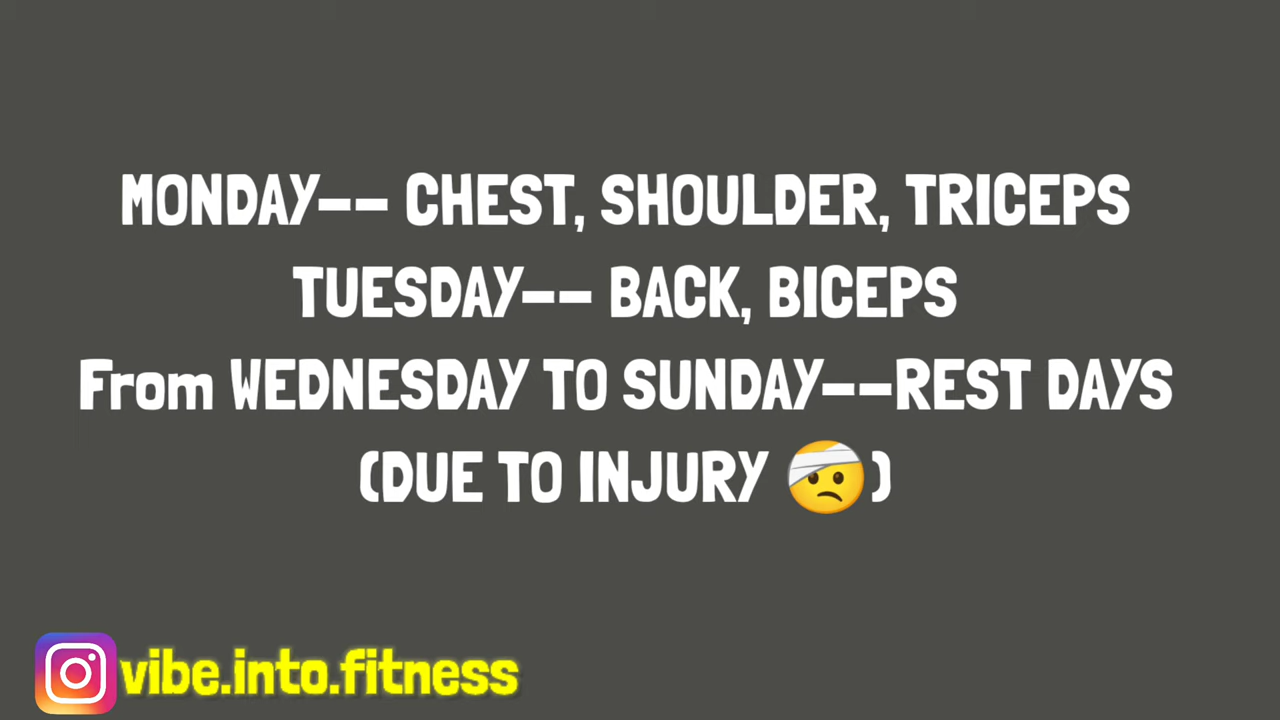 MONDAY-- CHEST, SHOULDER, TRICEPS
TUESDAY-- BACK, BICEPS
From WEDNESDAY TO SUNDAY--REST DAYS
(DUE TO INJURY 🤕)
vibe.into.fitness